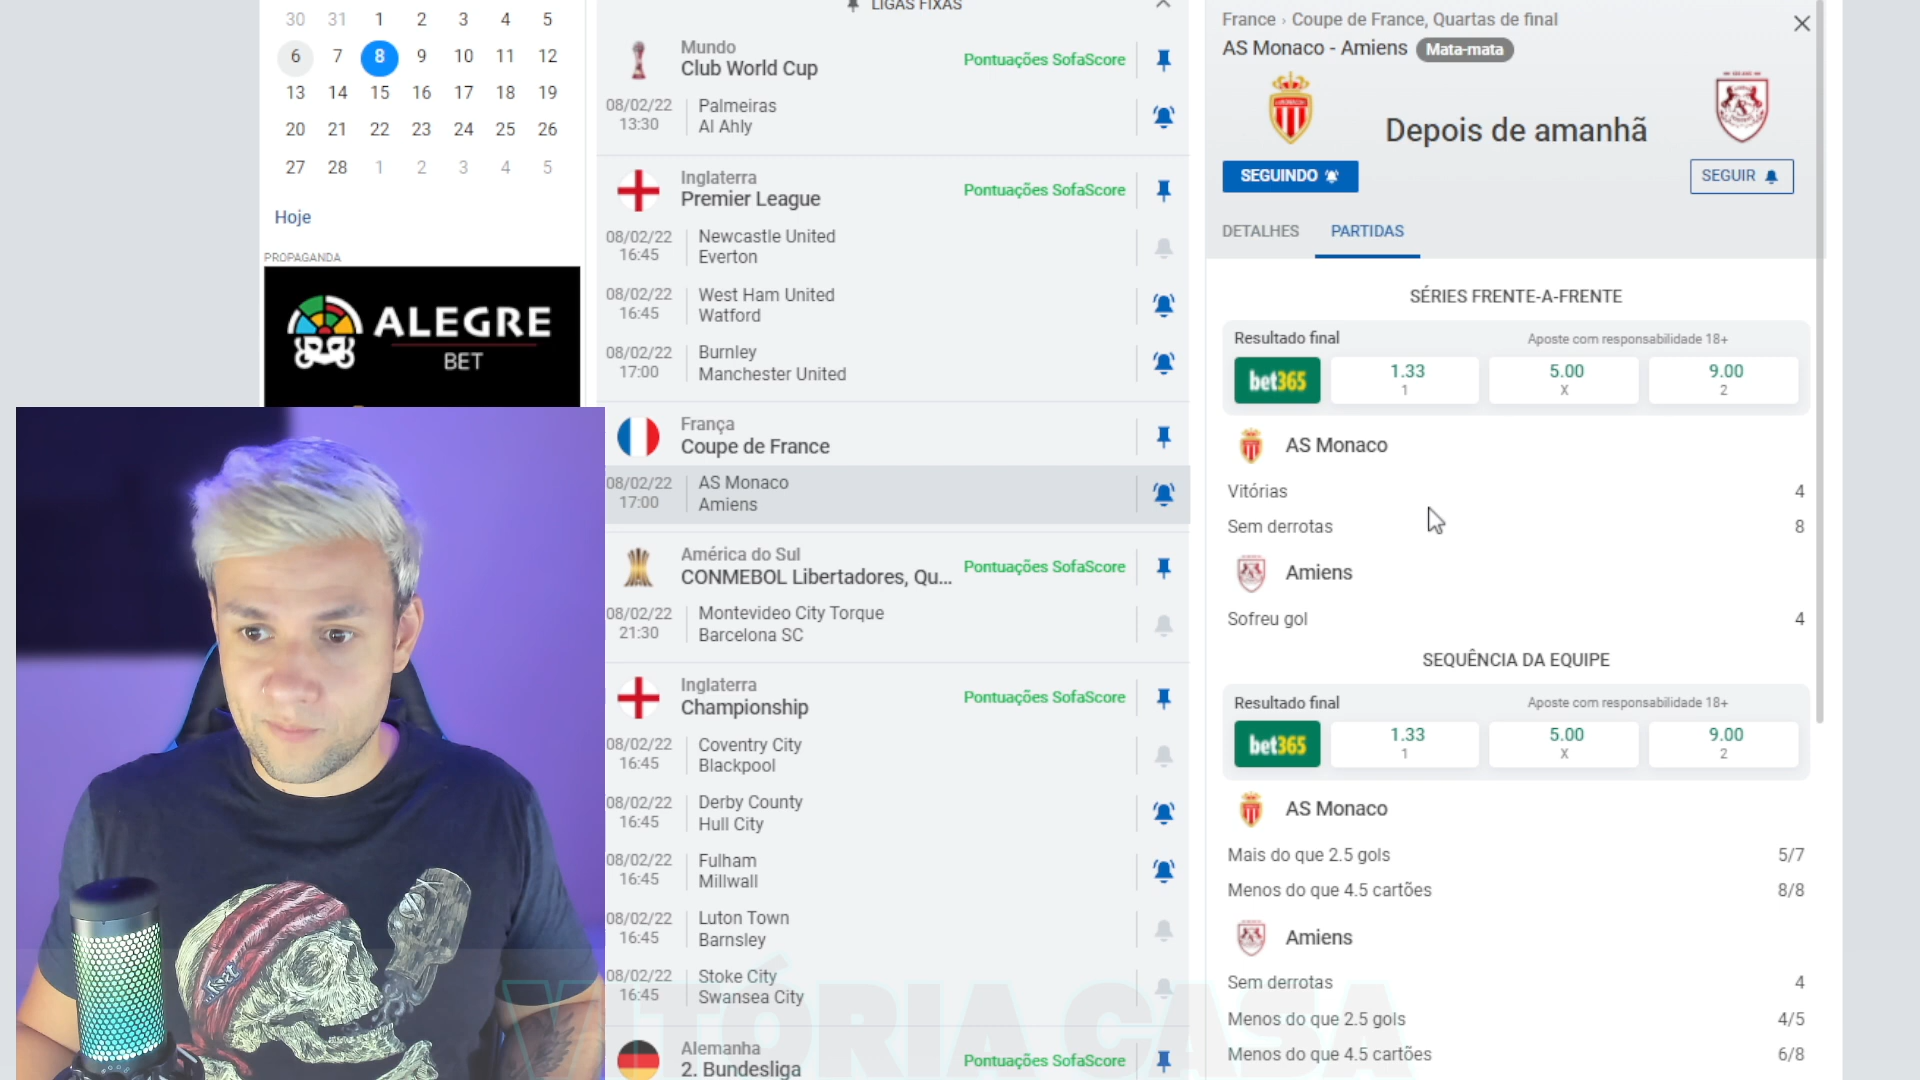 30 31 1 2 3 4 5
6 7 8 9 10 11 12
13 14 15 16 17 18 19
20 21 22 23 24 25 26
27 28 1 2 3 4 5
Hoje
PROPAGANDA
ALEGRE
BET
LIGAS FIXAS
Mundo
Club World Cup
Pontuações SofaScore
08/02/22
13:30
Palmeiras
Al Ahly
Inglaterra
Premier League
Pontuações SofaScore
08/02/22
16:45
Newcastle United
Everton
08/02/22
16:45
West Ham United
Watford
08/02/22
17:00
Burnley
Manchester United
França
Coupe de France
08/02/22
17:00
AS Monaco
Amiens
América do Sul
CONMEBOL Libertadores, Qu...
Pontuações SofaScore
08/02/22
21:30
Montevideo City Torque
Barcelona SC
Inglaterra
Championship
Pontuações SofaScore
08/02/22
16:45
Coventry City
Blackpool
08/02/22
16:45
Derby County
Hull City
08/02/22
16:45
Fulham
Millwall
08/02/22
16:45
Luton Town
Barnsley
08/02/22
16:45
Stoke City
Swansea City
Alemanha
2. Bundesliga
Pontuações SofaScore
VITÓRIA CASA
France › Coupe de France, Quartas de final
AS Monaco - Amiens Mata-mata
Depois de amanhã
SEGUINDO
SEGUIR
DETALHES PARTIDAS
SÉRIES FRENTE-A-FRENTE
Resultado final Aposte com responsabilidade 18+
bet365
1.33 5.00 9.00
1 X 2
AS Monaco
Vitórias 4
Sem derrotas 8
Amiens
Sofreu gol 4
SEQUÊNCIA DA EQUIPE
Resultado final Aposte com responsabilidade 18+
bet365
1.33 5.00 9.00
1 X 2
AS Monaco
Mais do que 2.5 gols 5/7
Menos do que 4.5 cartões 8/8
Amiens
Sem derrotas 4
Menos do que 2.5 gols 4/5
Menos do que 4.5 cartões 6/8